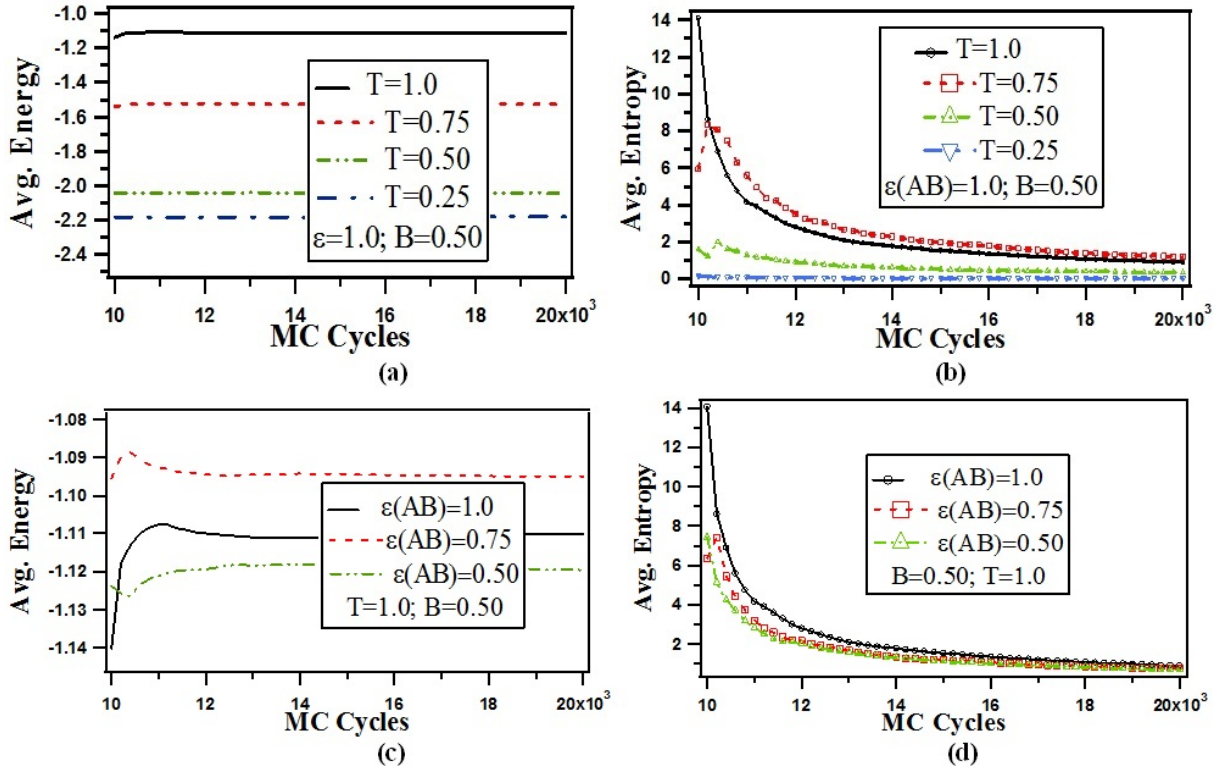 -1.0
-1.2
-1.4
-1.6
-1.8
-2.0
-2.2
-2.4
Avg. Energy
T=1.0
T=0.75
T=0.50
T=0.25
ε=1.0; B=0.50
10 12 14 16 18 20x10³
MC Cycles
(a)
14
12
10
8
6
4
2
0
Avg. Entropy
T=1.0
T=0.75
T=0.50
T=0.25
ε(AB)=1.0; B=0.50
10 12 14 16 18 20x10³
MC Cycles
(b)
-1.08
-1.09
-1.10
-1.11
-1.12
-1.13
-1.14
Avg. Energy
ε(AB)=1.0
ε(AB)=0.75
ε(AB)=0.50
T=1.0; B=0.50
10 12 14 16 18 20x10³
MC Cycles
(c)
14
12
10
8
6
4
2
Avg. Entropy
ε(AB)=1.0
ε(AB)=0.75
ε(AB)=0.50
B=0.50; T=1.0
10 12 14 16 18 20x10³
MC Cycles
(d)